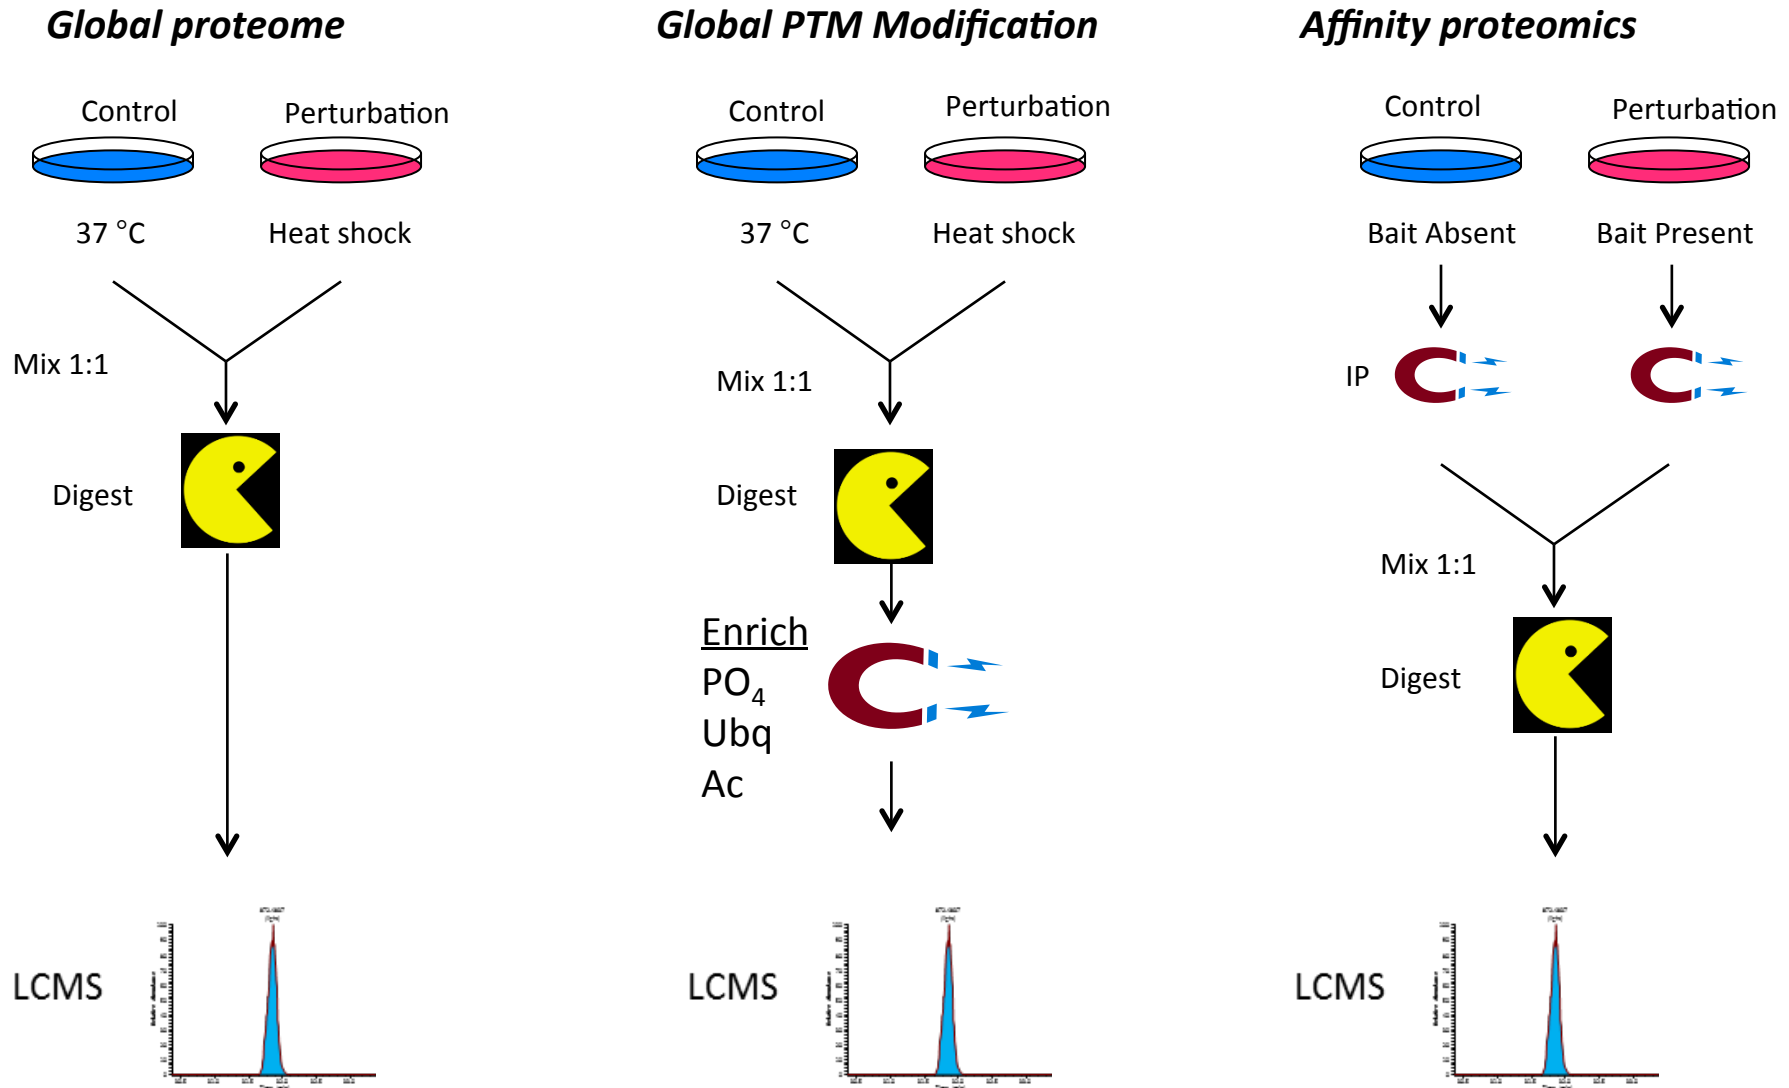 Global proteome
Control
Perturbation
37 °C
Heat shock
Mix 1:1
Digest
LCMS
Global PTM Modification
Control
Perturbation
37 °C
Heat shock
Mix 1:1
Digest
Enrich
PO4
Ubq
Ac
LCMS
Affinity proteomics
Control
Perturbation
Bait Absent
Bait Present
IP
Mix 1:1
Digest
LCMS